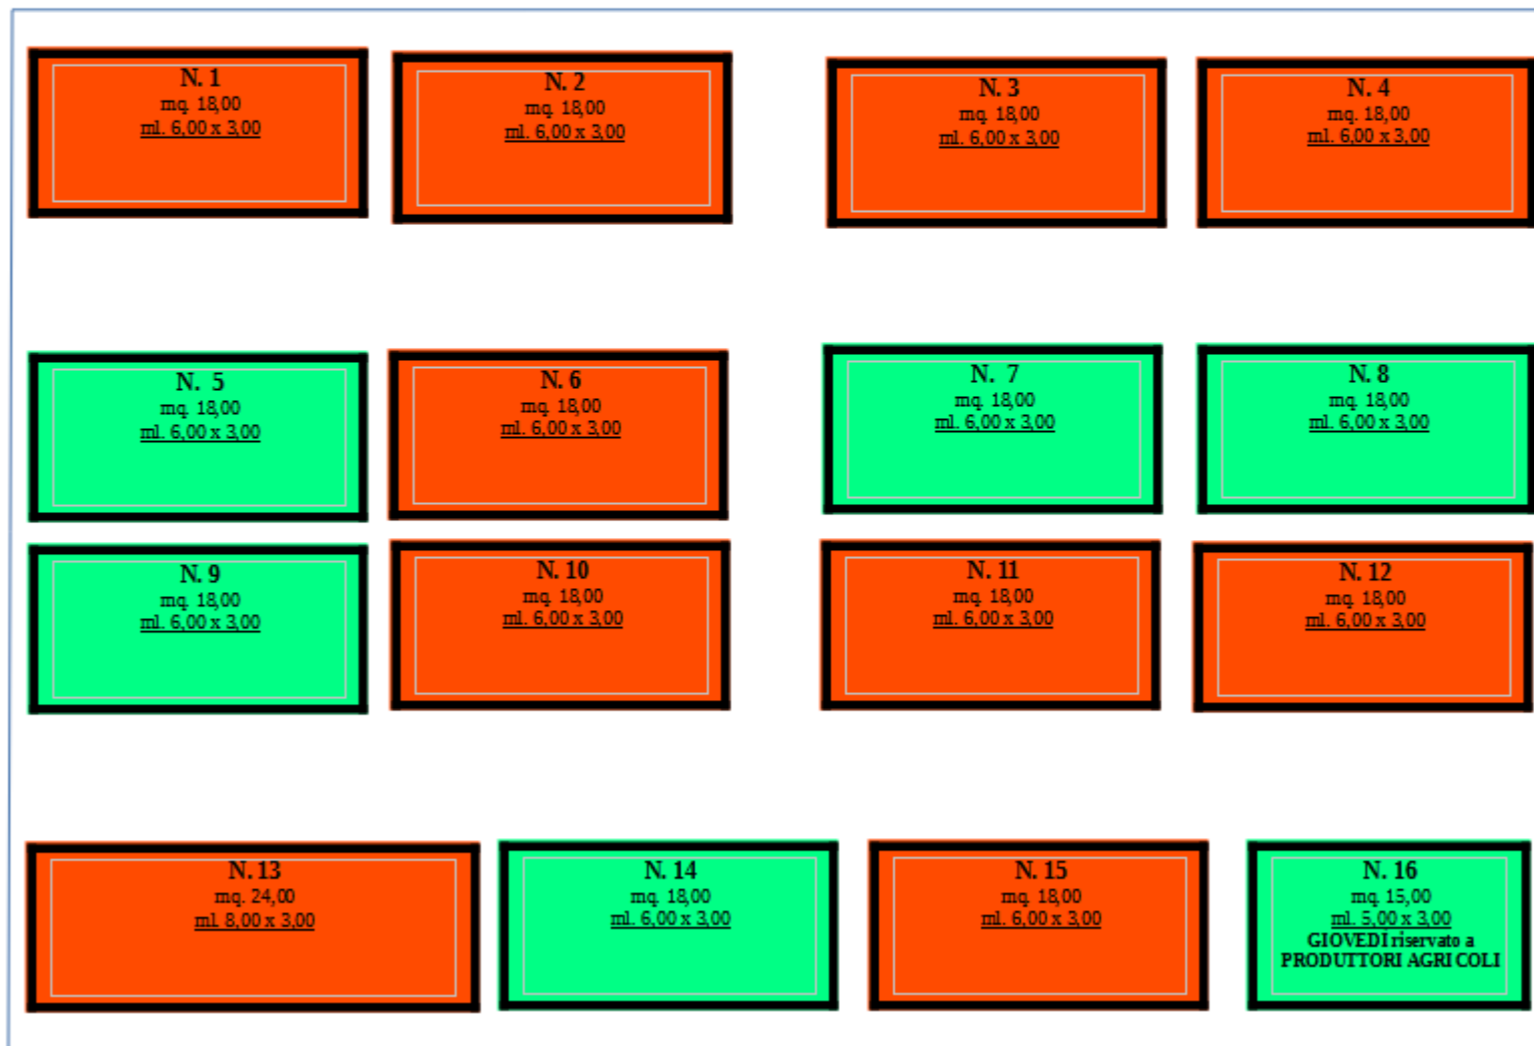 N. 1
mq. 18,00
ml. 6,00 x 3,00
N. 2
mq. 18,00
ml. 6,00 x 3,00
N. 3
mq. 18,00
ml. 6,00 x 3,00
N. 4
mq. 18,00
ml. 6,00 x 3,00
N. 5
mq. 18,00
ml. 6,00 x 3,00
N. 6
mq. 18,00
ml. 6,00 x 3,00
N. 7
mq. 18,00
ml. 6,00 x 3,00
N. 8
mq. 18,00
ml. 6,00 x 3,00
N. 9
mq. 18,00
ml. 6,00 x 3,00
N. 10
mq. 18,00
ml. 6,00 x 3,00
N. 11
mq. 18,00
ml. 6,00 x 3,00
N. 12
mq. 18,00
ml. 6,00 x 3,00
N. 13
mq. 24,00
ml 8,00 x 3,00
N. 14
mq. 18,00
ml. 6,00 x 3,00
N. 15
mq. 18,00
ml. 6,00 x 3,00
N. 16
mq. 15,00
ml. 5,00 x 3,00
GIOVEDI riservato a
PRODUTTORI AGRICOLI